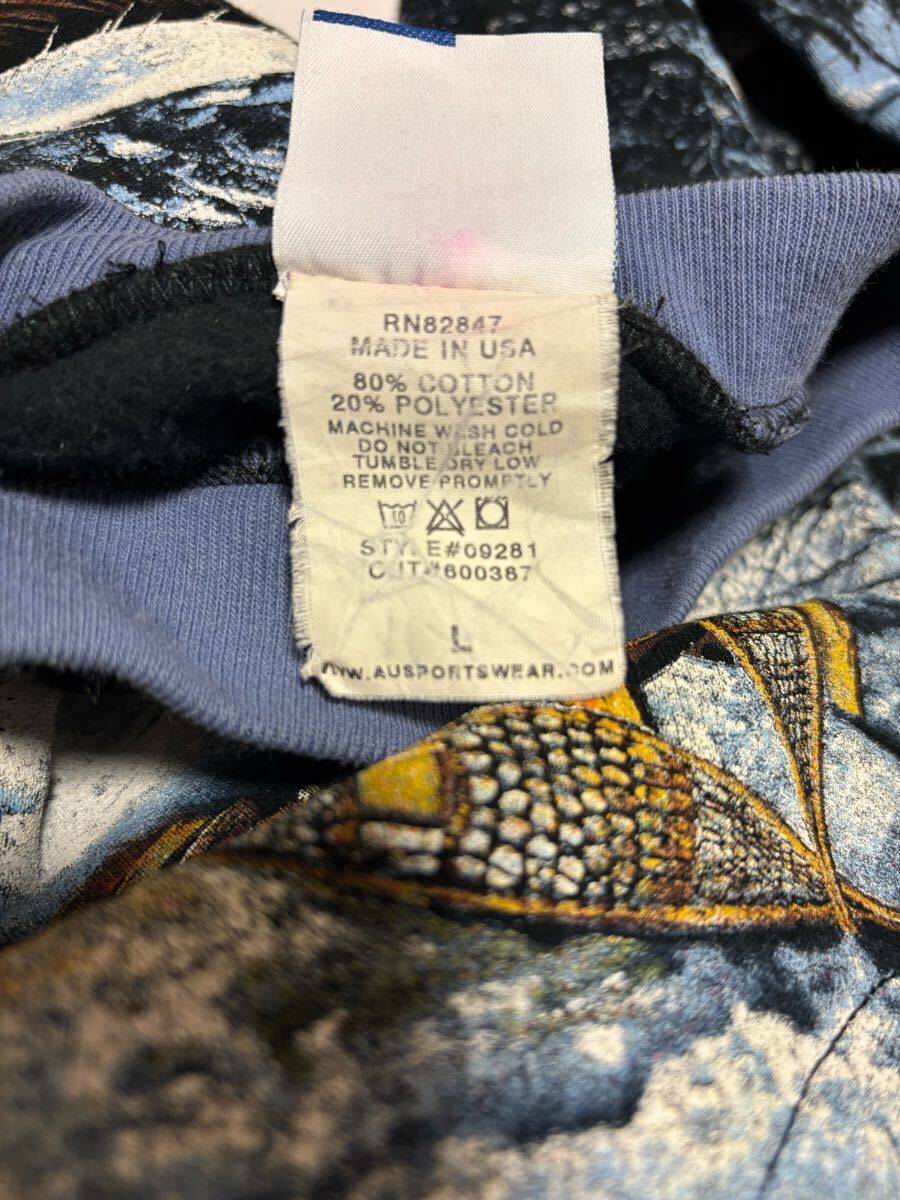 RN82847
MADE IN USA
80% COTTON
20% POLYESTER
MACHINE WASH COLD
DO NOT BLEACH
TUMBLE DRY LOW
REMOVE PROMPTLY
STYLE#09281
CUT#600387
L
WWW.AUSPORTSWEAR.COM